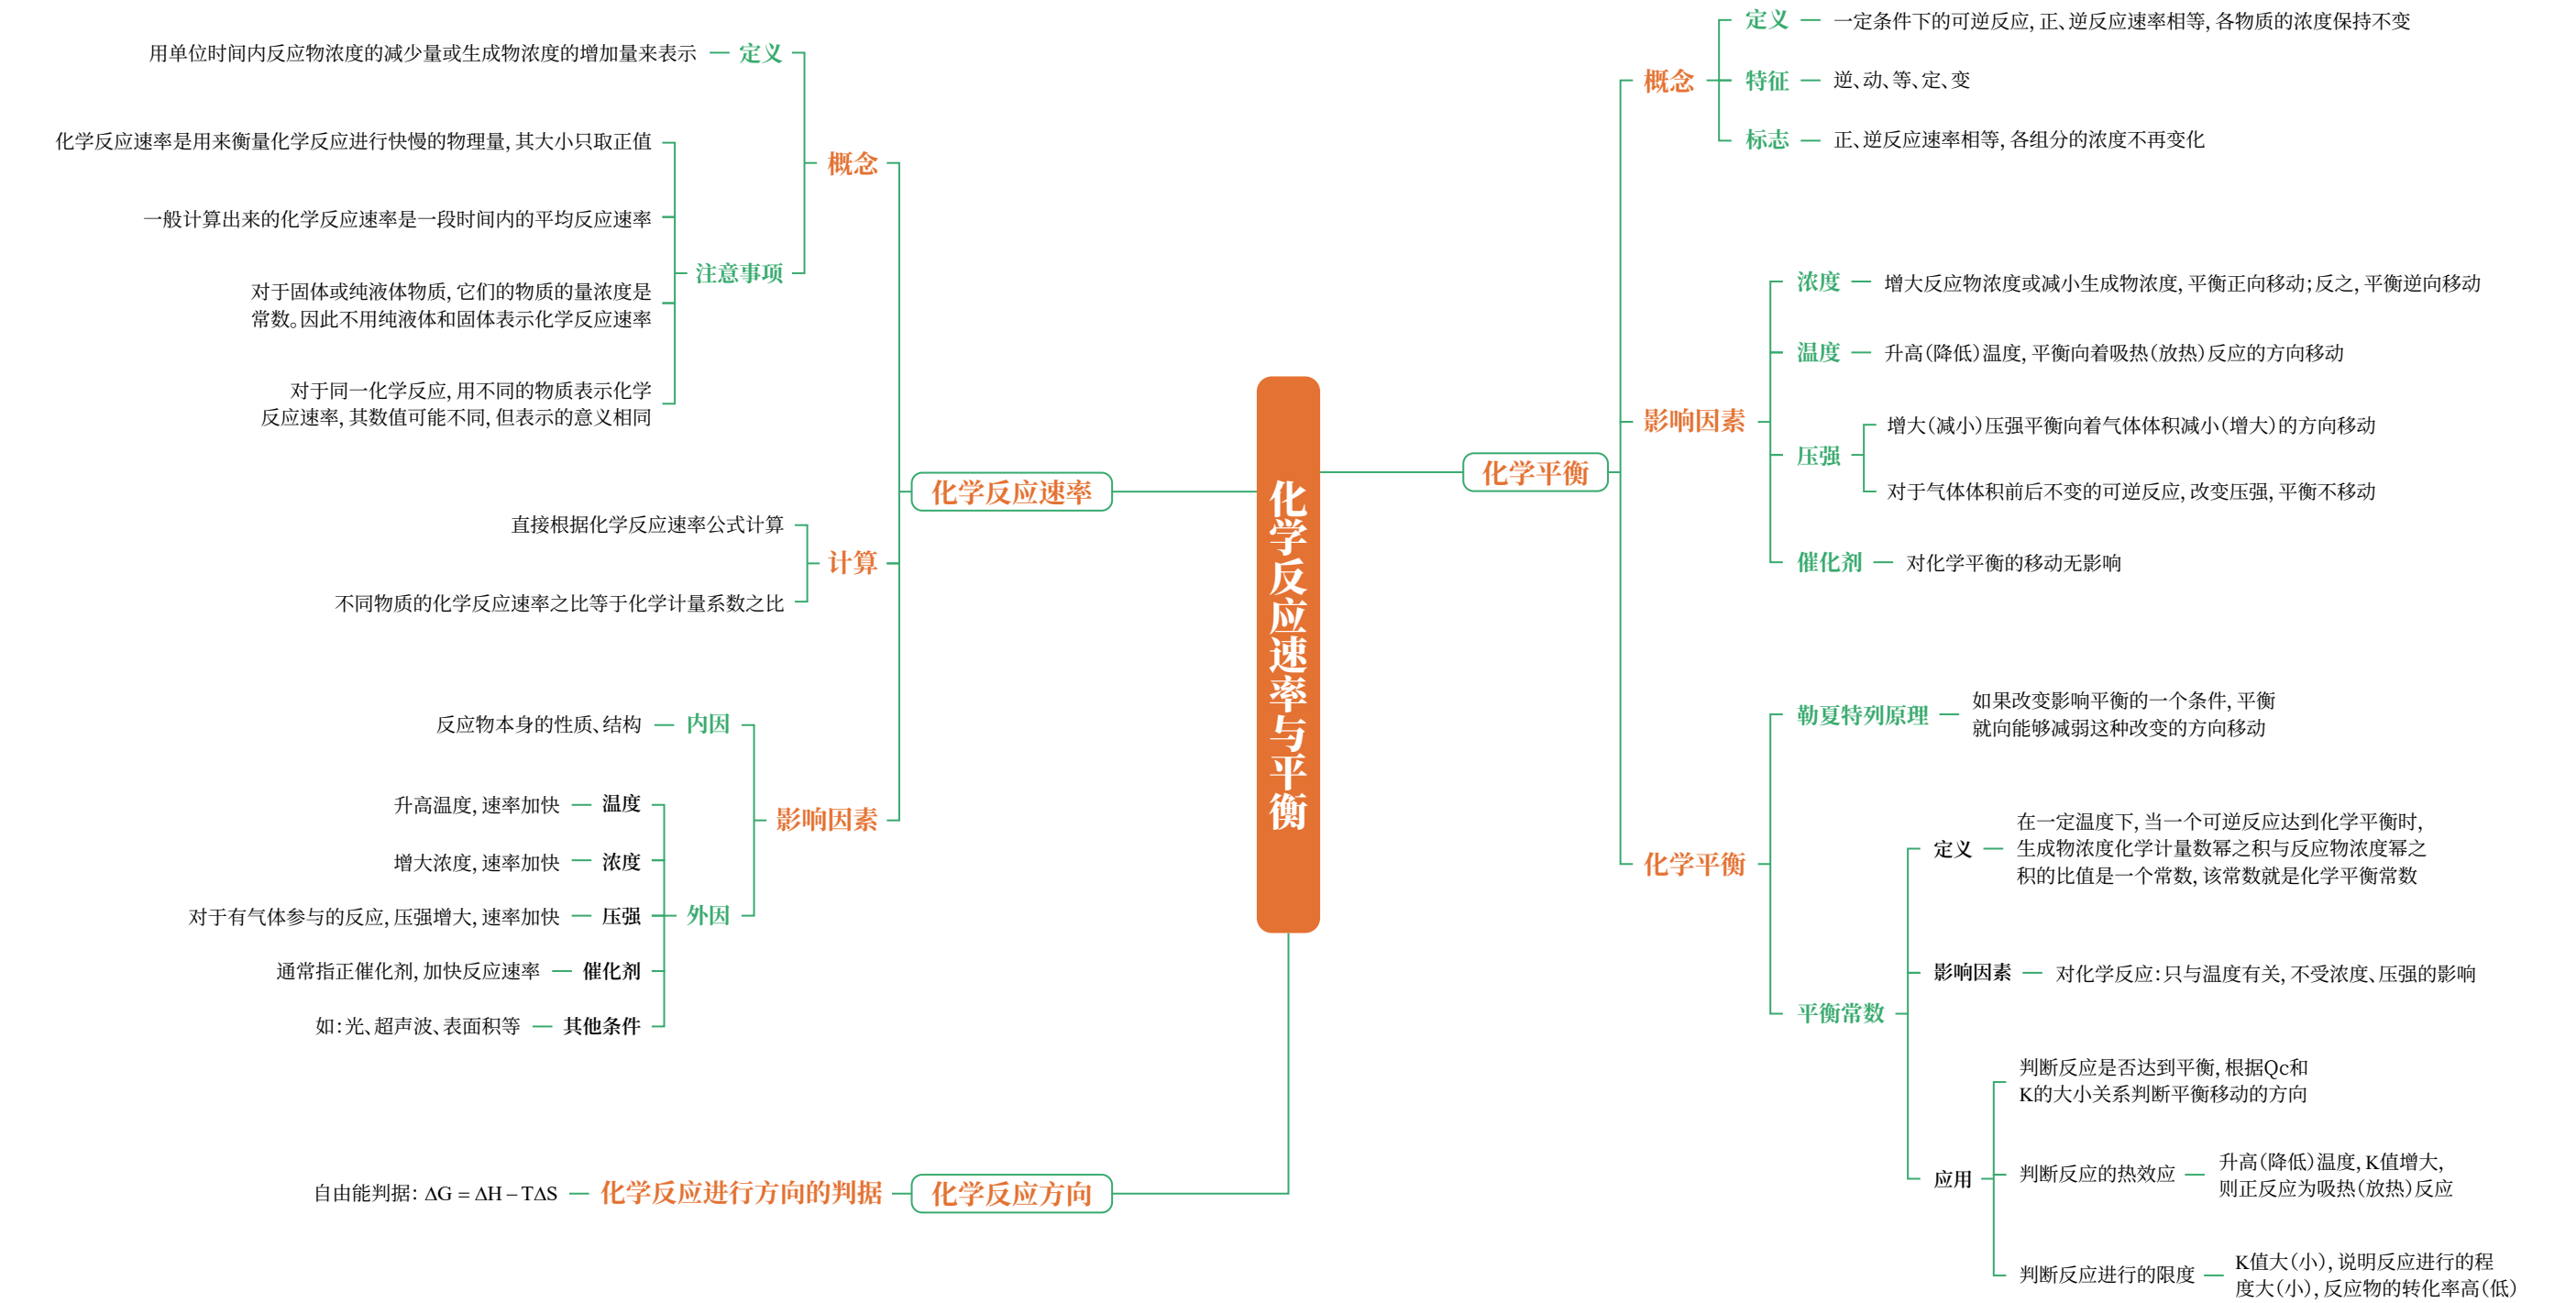 化学反应速率与平衡
化学反应速率
概念
定义
用单位时间内反应物浓度的减少量或生成物浓度的增加量来表示
注意事项
化学反应速率是用来衡量化学反应进行快慢的物理量,其大小只取正值
一般计算出来的化学反应速率是一段时间内的平均反应速率
对于固体或纯液体物质,它们的物质的量浓度是
常数。因此不用纯液体和固体表示化学反应速率
对于同一化学反应,用不同的物质表示化学
反应速率,其数值可能不同,但表示的意义相同
计算
直接根据化学反应速率公式计算
不同物质的化学反应速率之比等于化学计量系数之比
影响因素
内因
反应物本身的性质、结构
外因
温度
升高温度,速率加快
浓度
增大浓度,速率加快
压强
对于有气体参与的反应,压强增大,速率加快
催化剂
通常指正催化剂,加快反应速率
其他条件
如:光、超声波、表面积等
化学反应方向
化学反应进行方向的判据
自由能判据: ΔG = ΔH – TΔS
化学平衡
概念
定义
一定条件下的可逆反应,正、逆反应速率相等,各物质的浓度保持不变
特征
逆、动、等、定、变
标志
正、逆反应速率相等,各组分的浓度不再变化
影响因素
浓度
增大反应物浓度或减小生成物浓度,平衡正向移动;反之,平衡逆向移动
温度
升高(降低)温度,平衡向着吸热(放热)反应的方向移动
压强
增大(减小)压强平衡向着气体体积减小(增大)的方向移动
对于气体体积前后不变的可逆反应,改变压强,平衡不移动
催化剂
对化学平衡的移动无影响
化学平衡
勒夏特列原理
如果改变影响平衡的一个条件,平衡
就向能够减弱这种改变的方向移动
平衡常数
定义
在一定温度下,当一个可逆反应达到化学平衡时,
生成物浓度化学计量数幂之积与反应物浓度幂之
积的比值是一个常数,该常数就是化学平衡常数
影响因素
对化学反应:只与温度有关,不受浓度、压强的影响
应用
判断反应是否达到平衡,根据Qc和
K的大小关系判断平衡移动的方向
判断反应的热效应
升高(降低)温度,K值增大,
则正反应为吸热(放热)反应
判断反应进行的限度
K值大(小),说明反应进行的程
度大(小),反应物的转化率高(低)